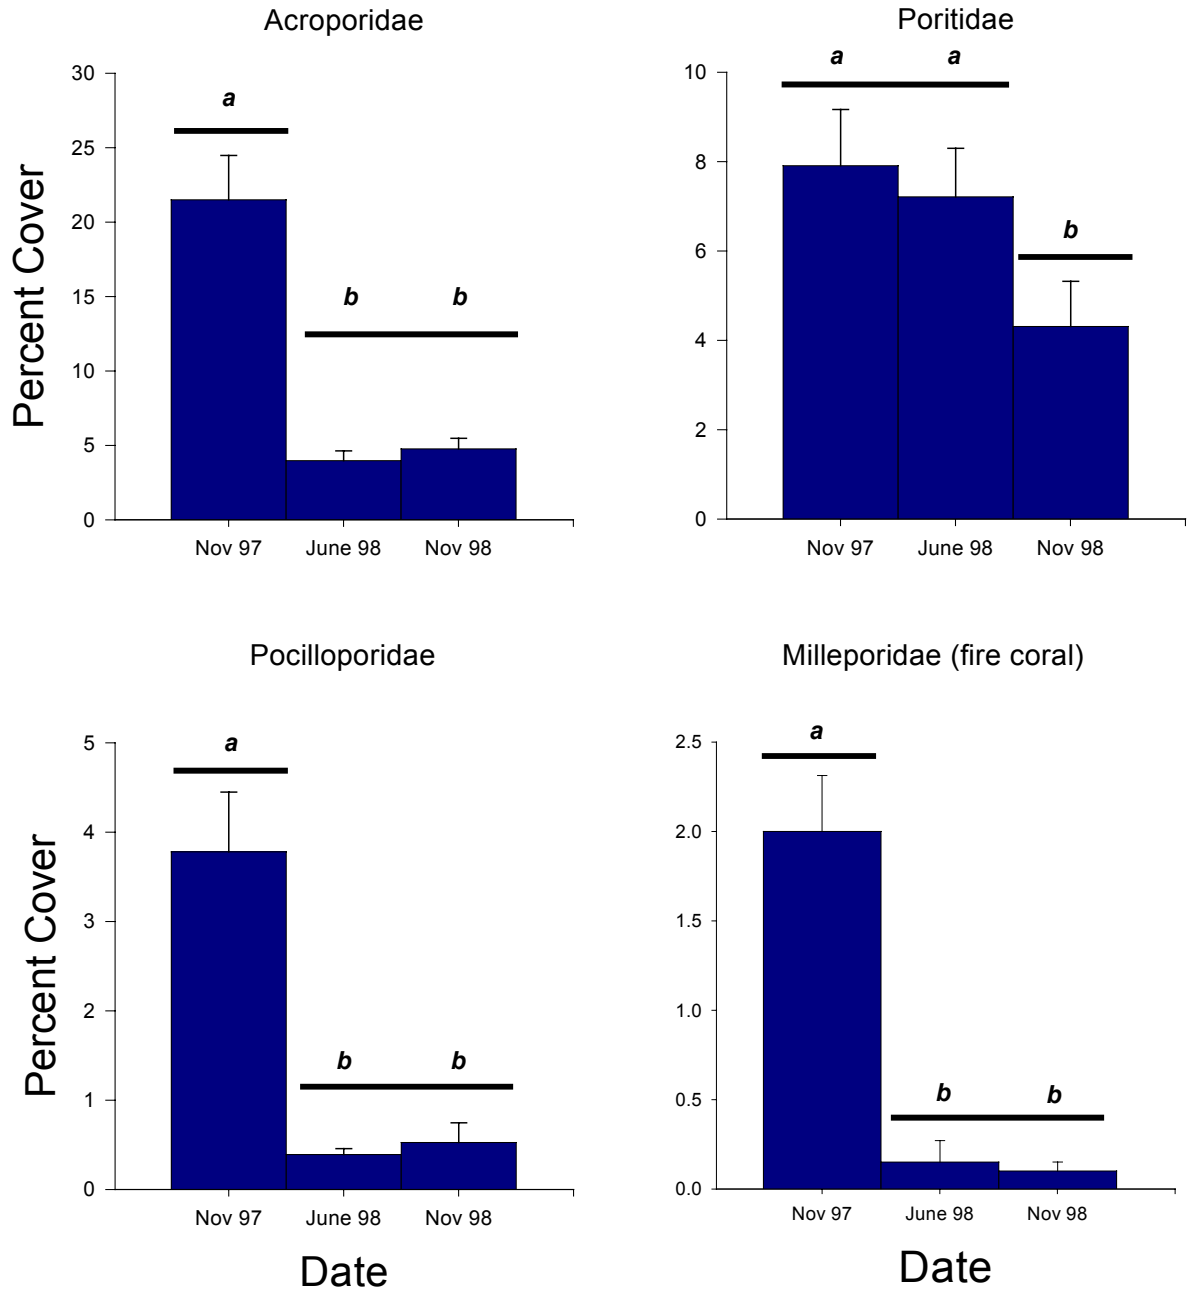 Acroporidae
Percent Cover
30
25
20
15
10
5
0
a
b b
Nov 97 June 98 Nov 98
Poritidae
10
8
6
4
2
0
a a
b
Nov 97 June 98 Nov 98
Pocilloporidae
Percent Cover
5
4
3
2
1
0
a
b b
Nov 97 June 98 Nov 98
Date
Milleporidae (fire coral)
2.5
2.0
1.5
1.0
0.5
0.0
a
b b
Nov 97 June 98 Nov 98
Date